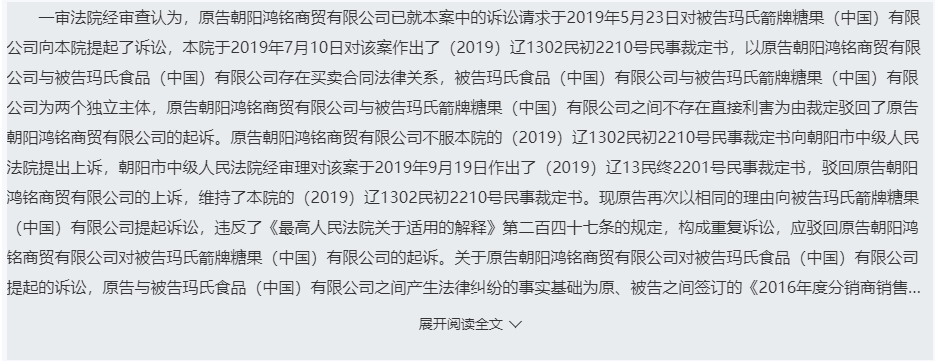 一审法院经审查认为，原告朝阳鸿铭商贸有限公司已就本案中的诉讼请求于2019年5月23日对被告玛氏箭牌糖果（中国）有限
公司向本院提起了诉讼，本院于2019年7月10日对该案作出了（2019）辽1302民初2210号民事裁定书，以原告朝阳鸿铭商贸有限
公司与被告玛氏食品（中国）有限公司存在买卖合同法律关系，被告玛氏食品（中国）有限公司与被告玛氏箭牌糖果（中国）有限
公司为两个独立主体，原告朝阳鸿铭商贸有限公司与被告玛氏箭牌糖果（中国）有限公司之间不存在直接利害为由裁定驳回了原告
朝阳鸿铭商贸有限公司的起诉。原告朝阳鸿铭商贸有限公司不服本院的（2019）辽1302民初2210号民事裁定书向朝阳市中级人民
法院提出上诉，朝阳市中级人民法院经审理对该案于2019年9月19日作出了（2019）辽13民终2201号民事裁定书，驳回原告朝阳
鸿铭商贸有限公司的上诉，维持了本院的（2019）辽1302民初2210号民事裁定书。现原告再次以相同的理由向被告玛氏箭牌糖果
（中国）有限公司提起诉讼，违反了《最高人民法院关于适用的解释》第二百四十七条的规定，构成重复诉讼，应驳回原告朝阳鸿
铭商贸有限公司对被告玛氏箭牌糖果（中国）有限公司的起诉。关于原告朝阳鸿铭商贸有限公司对被告玛氏食品（中国）有限公司
提起的诉讼，原告与被告玛氏食品（中国）有限公司之间产生法律纠纷的事实基础为原、被告之间签订的《2016年度分销商销售...
展开阅读全文